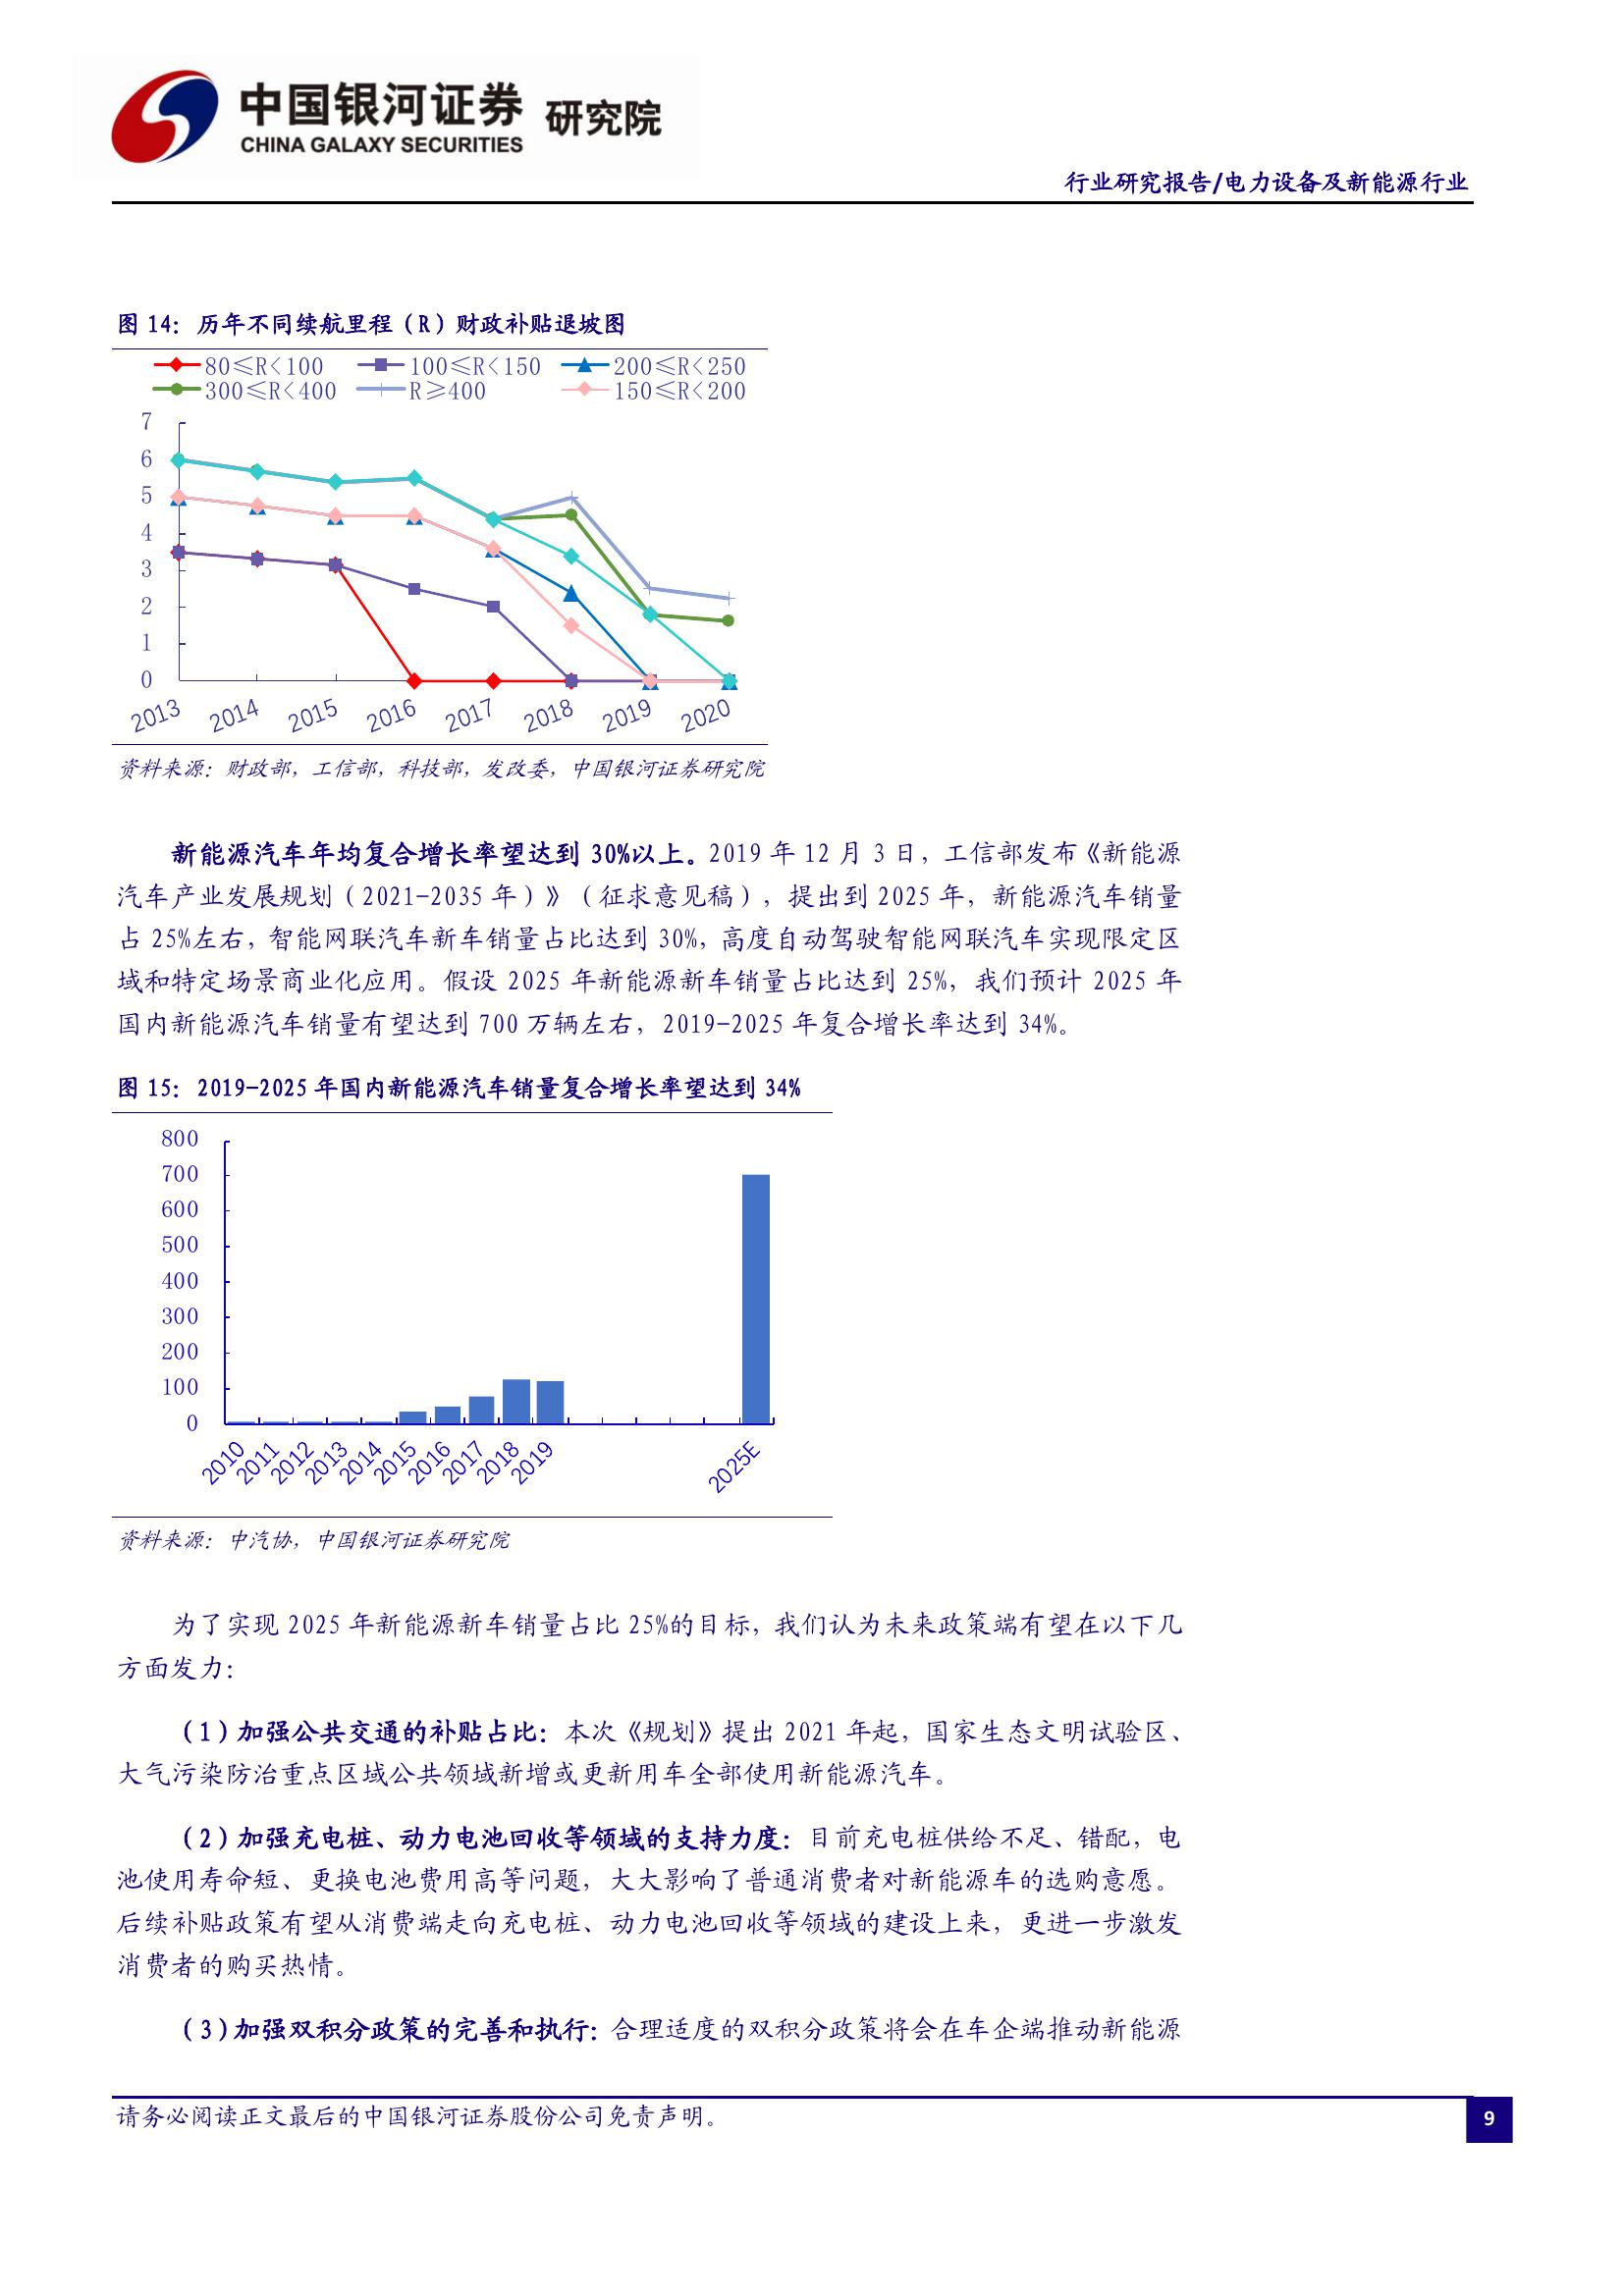 中国银河证券 研究院
CHINA GALAXY SECURITIES
行业研究报告/电力设备及新能源行业
图 14：历年不同续航里程（R）财政补贴退坡图
80≤R<100 100≤R<150 200≤R<250
300≤R<400 R≥400 150≤R<200
7
6
5
4
3
2
1
0
2013 2014 2015 2016 2017 2018 2019 2020
资料来源：财政部，工信部，科技部，发改委，中国银河证券研究院
新能源汽车年均复合增长率望达到 30%以上。2019 年 12 月 3 日，工信部发布《新能源
汽车产业发展规划（2021-2035 年）》（征求意见稿），提出到 2025 年，新能源汽车销量
占 25%左右，智能网联汽车新车销量占比达到 30%，高度自动驾驶智能网联汽车实现限定区
域和特定场景商业化应用。假设 2025 年新能源新车销量占比达到 25%，我们预计 2025 年
国内新能源汽车销量有望达到 700 万辆左右，2019-2025 年复合增长率达到 34%。
图 15：2019-2025 年国内新能源汽车销量复合增长率望达到 34%
800
700
600
500
400
300
200
100
0
2010 2011 2012 2013 2014 2015 2016 2017 2018 2019 2025E
资料来源：中汽协，中国银河证券研究院
为了实现 2025 年新能源新车销量占比 25%的目标，我们认为未来政策端有望在以下几
方面发力：
（1）加强公共交通的补贴占比：本次《规划》提出 2021 年起，国家生态文明试验区、
大气污染防治重点区域公共领域新增或更新用车全部使用新能源汽车。
（2）加强充电桩、动力电池回收等领域的支持力度：目前充电桩供给不足、错配，电
池使用寿命短、更换电池费用高等问题，大大影响了普通消费者对新能源车的选购意愿。
后续补贴政策有望从消费端走向充电桩、动力电池回收等领域的建设上来，更进一步激发
消费者的购买热情。
（3）加强双积分政策的完善和执行：合理适度的双积分政策将会在车企端推动新能源
请务必阅读正文最后的中国银河证券股份公司免责声明。
9